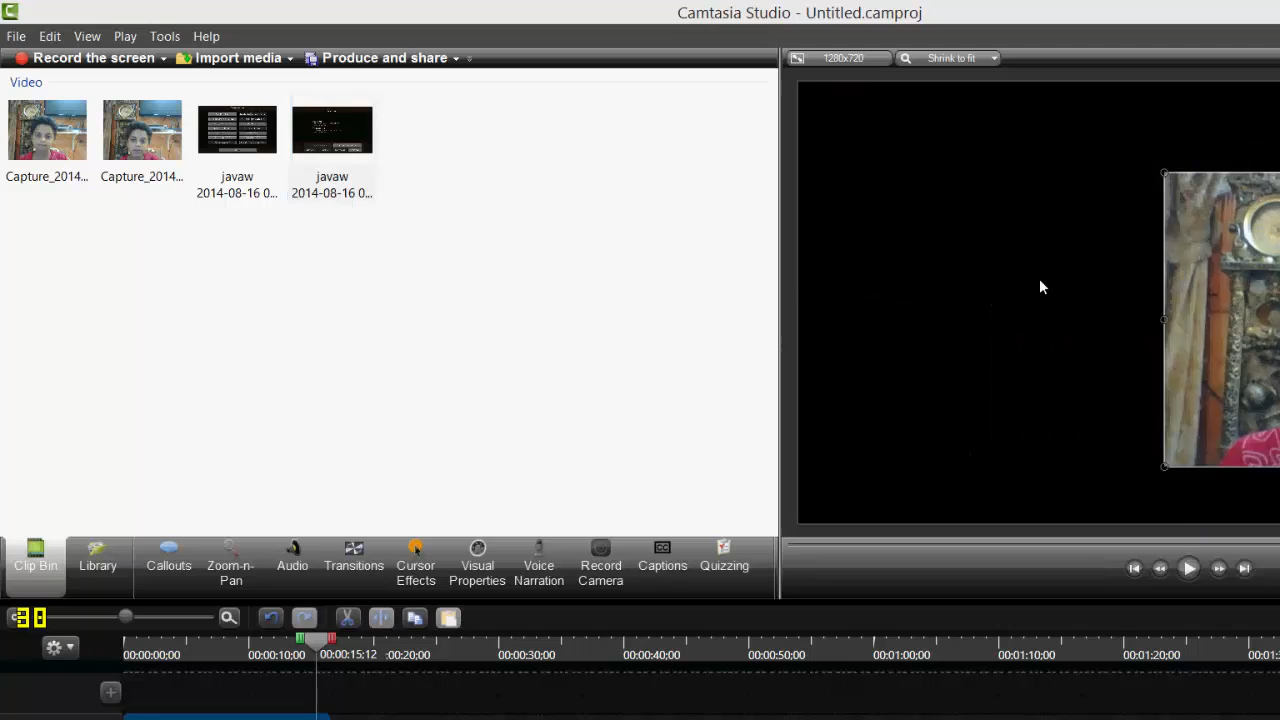 Camtasia Studio - Untitled.camproj
File Edit View Play Tools Help
Record the screen Import media Produce and share
1280x720 Shrink to fit
Video
Capture_2014... Capture_2014... javaw 2014-08-16 0... javaw 2014-08-16 0...
Clip Bin Library Callouts Zoom-n-Pan Audio Transitions Cursor Effects Visual Properties Voice Narration Record Camera Captions Quizzing
CC
00:00:00;00 00:00:10;00 00:00:15;12 :00:20;00 00:00:30;00 00:00:40;00 00:00:50;00 00:01:00;00 00:01:10;00 00:01:20;00 00:01:3